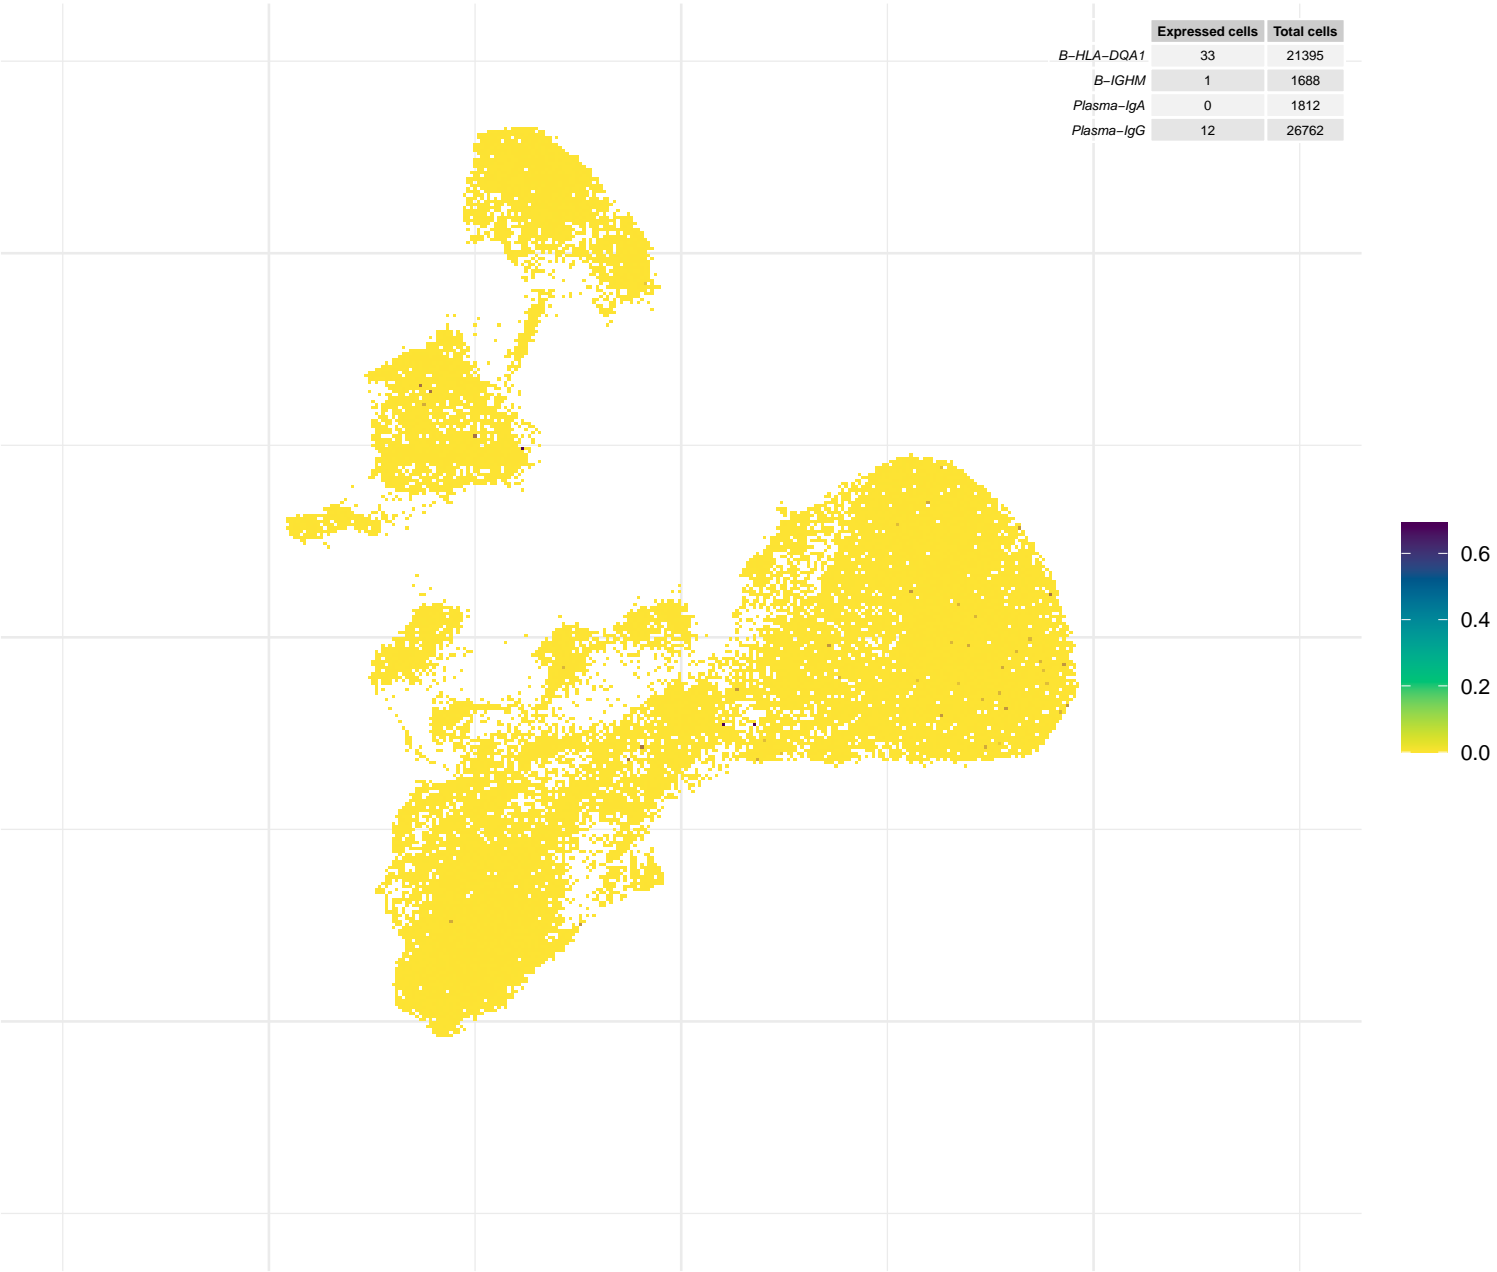 Expressed cells Total cells
B−HLA−DQA1 33 21395
B−IGHM 1 1688
Plasma−IgA 0 1812
Plasma−IgG 12 26762
0.6
0.4
0.2
0.0